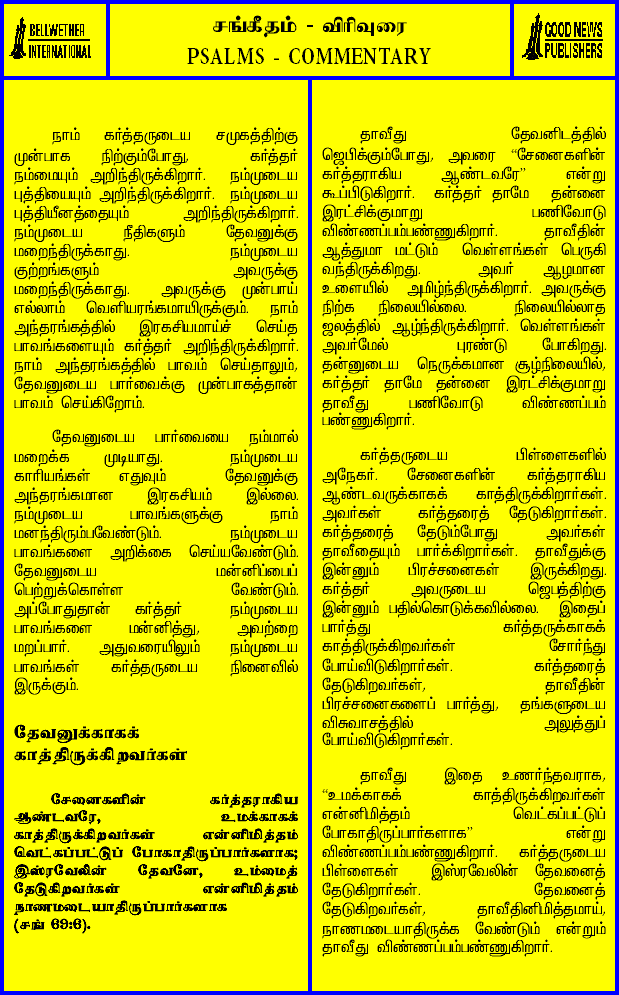 BELLWETHER
INTERNATIONAL
சங்கீதம் - விரிவுரை
PSALMS - COMMENTARY
GOOD NEWS
PUBLISHERS
நாம் கர்த்தருடைய சமுகத்திற்கு
முன்பாக நிற்கும்போது, கர்த்தர்
நம்மையும் அறிந்திருக்கிறார். நம்முடைய
புத்தியையும் அறிந்திருக்கிறார். நம்முடைய
புத்தியீனத்தையும் அறிந்திருக்கிறார்.
நம்முடைய நீதிகளும் தேவனுக்கு
மறைந்திருக்காது. நம்முடைய
குற்றங்களும் அவருக்கு
மறைந்திருக்காது. அவருக்கு முன்பாய்
எல்லாம் வெளியரங்கமாயிருக்கும். நாம்
அந்தரங்கத்தில் இரகசியமாய்ச் செய்த
பாவங்களையும் கர்த்தர் அறிந்திருக்கிறார்.
நாம் அந்தரங்கத்தில் பாவம் செய்தாலும்,
தேவனுடைய பார்வைக்கு முன்பாகத்தான்
பாவம் செய்கிறோம்.
தேவனுடைய பார்வையை நம்மால்
மறைக்க முடியாது. நம்முடைய
காரியங்கள் எதுவும் தேவனுக்கு
அந்தரங்கமான இரகசியம் இல்லை.
நம்முடைய பாவங்களுக்கு நாம்
மனந்திரும்பவேண்டும். நம்முடைய
பாவங்களை அறிக்கை செய்யவேண்டும்.
தேவனுடைய மன்னிப்பைப்
பெற்றுக்கொள்ள வேண்டும்.
அப்போதுதான் கர்த்தர் நம்முடைய
பாவங்களை மன்னித்து, அவற்றை
மறப்பார். அதுவரையிலும் நம்முடைய
பாவங்கள் கர்த்தருடைய நினைவில்
இருக்கும்.
தேவனுக்காகக்
காத்திருக்கிறவர்கள்
சேனைகளின் கர்த்தராகிய
ஆண்டவரே, உமக்காகக்
காத்திருக்கிறவர்கள் என்னிமித்தம்
வெட்கப்பட்டுப் போகாதிருப்பார்களாக;
இஸ்ரவேலின் தேவனே, உம்மைத்
தேடுகிறவர்கள் என்னிமித்தம்
நாணமடையாதிருப்பார்களாக
(சங் 69:6).
தாவீது தேவனிடத்தில்
ஜெபிக்கும்போது, அவரை “சேனைகளின்
கர்த்தராகிய ஆண்டவரே” என்று
கூப்பிடுகிறார். கர்த்தர் தாமே தன்னை
இரட்சிக்குமாறு பணிவோடு
விண்ணப்பம்பண்ணுகிறார். தாவீதின்
ஆத்துமா மட்டும் வெள்ளங்கள் பெருகி
வந்திருக்கிறது. அவர் ஆழமான
உளையில் அமிழ்ந்திருக்கிறார். அவருக்கு
நிற்க நிலையில்லை. நிலையில்லாத
ஜலத்தில் ஆழ்ந்திருக்கிறார். வெள்ளங்கள்
அவர்மேல் புரண்டு போகிறது.
தன்னுடைய நெருக்கமான சூழ்நிலையில்,
கர்த்தர் தாமே தன்னை இரட்சிக்குமாறு
தாவீது பணிவோடு விண்ணப்பம்
பண்ணுகிறார்.
கர்த்தருடைய பிள்ளைகளில்
அநேகர். சேனைகளின் கர்த்தராகிய
ஆண்டவருக்காகக் காத்திருக்கிறார்கள்.
அவர்கள் கர்த்தரைத் தேடுகிறார்கள்.
கர்த்தரைத் தேடும்போது அவர்கள்
தாவீதையும் பார்க்கிறார்கள். தாவீதுக்கு
இன்னும் பிரச்சனைகள் இருக்கிறது.
கர்த்தர் அவருடைய ஜெபத்திற்கு
இன்னும் பதில்கொடுக்கவில்லை. இதைப்
பார்த்து கர்த்தருக்காகக்
காத்திருக்கிறவர்கள் சோர்ந்து
போய்விடுகிறார்கள். கர்த்தரைத்
தேடுகிறவர்கள், தாவீதின்
பிரச்சனைகளைப் பார்த்து, தங்களுடைய
விசுவாசத்தில் அலுத்துப்
போய்விடுகிறார்கள்.
தாவீது இதை உணர்ந்தவராக,
“உமக்காகக் காத்திருக்கிறவர்கள்
என்னிமித்தம் வெட்கப்பட்டுப்
போகாதிருப்பார்களாக” என்று
விண்ணப்பம்பண்ணுகிறார். கர்த்தருடைய
பிள்ளைகள் இஸ்ரவேலின் தேவனைத்
தேடுகிறார்கள். தேவனைத்
தேடுகிறவர்கள், தாவீதினிமித்தமாய்,
நாணமடையாதிருக்க வேண்டும் என்றும்
தாவீது விண்ணப்பம்பண்ணுகிறார்.